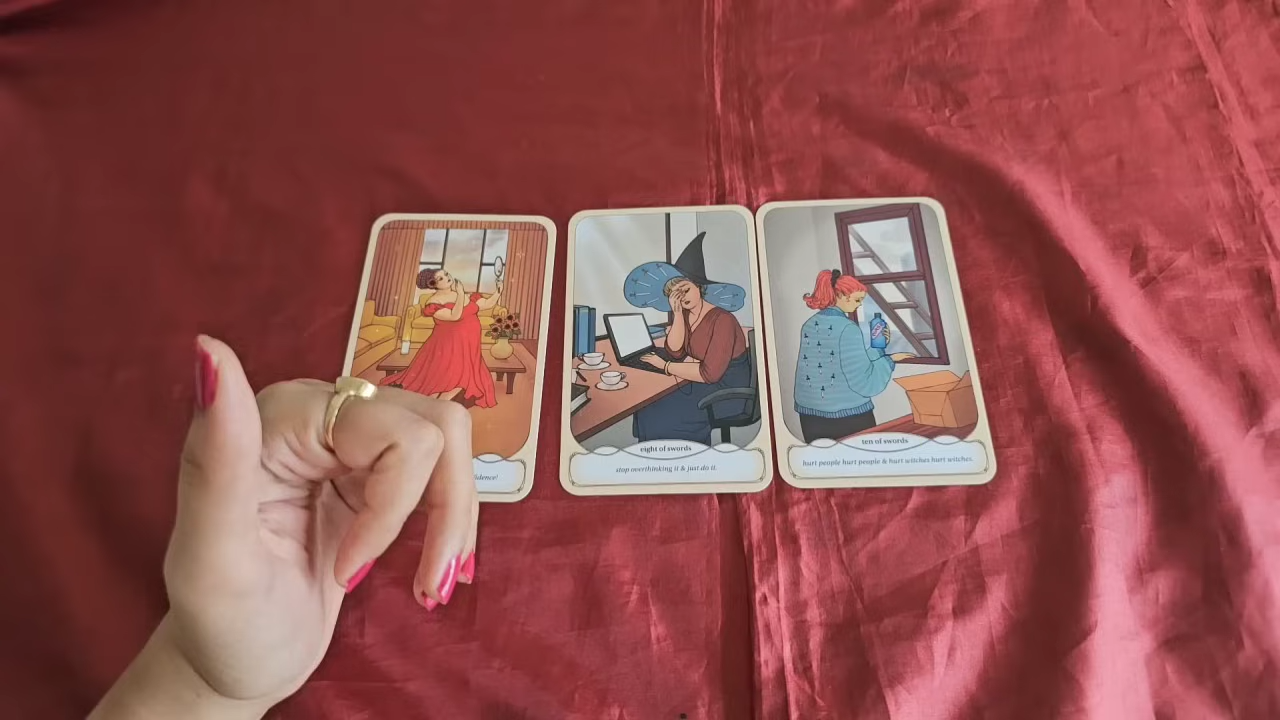 fidence!
eight of swords
stop overthinking it & just do it.
ten of swords
hurt people hurt people & hurt witches hurt witches.